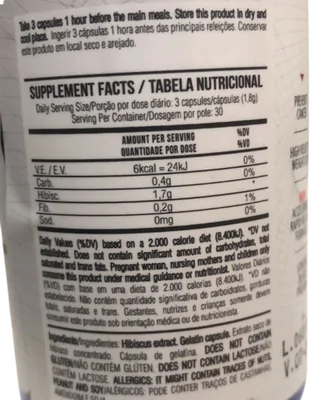 Take 3 capsules 1 hour before the main meals. Store this product in dry and
cool place. Ingerir 3 cápsulas 1 hora antes das principais refeições. Conservar
este produto em local seco e arejado.
SUPPLEMENT FACTS / TABELA NUTRICIONAL
Daily Serving Size/Porção por dose diário: 3 capsules/cápsulas (1,8g)
Serving Per Container/Dosagem por pote: 30
AMOUNT PER SERVING %DV
QUANTIDADE POR DOSE %VD
V.E. / E.V. 6kcal = 24kJ 0%
Carb. 0,4g 0%
Hibisc. 1,7g *
Fib. 0,2g 1%
Sod. 0mg 0%
Daily Values (%DV) based on a 2.000 calorie diet (8.400kJ). *DV not
established. Does not contain significant amount of carbohydrates, total
saturated and trans fats. Pregnant woman, nursing mothers and children only
consume this product under medical guidance or nutritionist. Valores Diários
(%VD) com base em uma dieta de 2.000 calorias (8.400kJ). *VD não
estabelecido. Não contém quantidade significativa de carboidratos, gorduras
totais, saturadas e trans. Gestantes, nutrizes e crianças somente devem
consumir este produto sob orientação médica ou de nutricionista.
Ingredients/Ingredientes: Hibiscus extract. Gelatin capsule. Extrato seco de
hibisco concentrado. Cápsula de gelatina. DOES NOT CONTAIN
GLUTEN/NÃO CONTÉM GLÚTEN. DOES NOT CONTAIN LACTOSE/NÃO
CONTÉM LACTOSE. ALLERGICS: IT MIGHT CONTAIN TRACES OF NUTS,
PEANUT AND SOY/ALÉRGICOS: PODE CONTER TRAÇOS DE CASTANHAS,